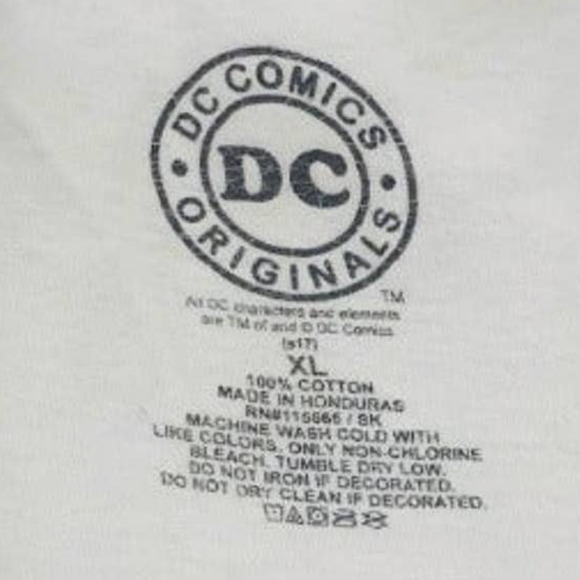 DC COMICS
DC
ORIGINALS
TM
All DC characters and elements
are TM of and © DC Comics
(s17)
XL
100% COTTON
MADE IN HONDURAS
/ SK
MACHINE WASH COLD WITH
LIKE COLORS. ONLY NON-CHLORINE
BLEACH. TUMBLE DRY LOW.
DO NOT IRON IF DECORATED.
DO NOT DRY CLEAN IF DECORATED.